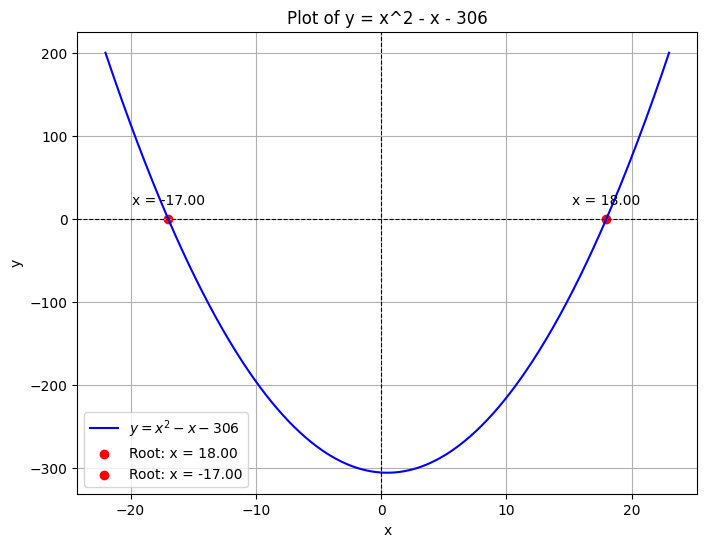 Plot of y = x^2 - x - 306
200
100
0
−100
−200
−300
y
x = -17.00
x = 18.00
y = x² − x − 306
Root: x = 18.00
Root: x = -17.00
−20
−10
0
10
20
x